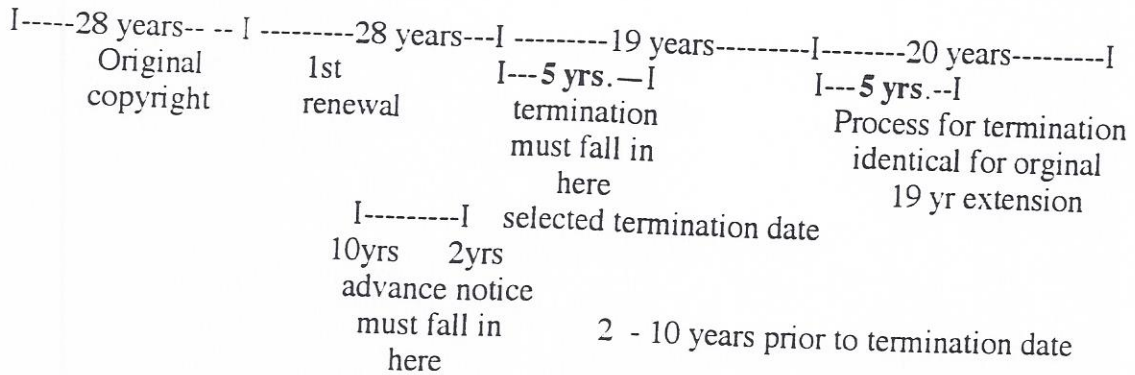 I-----28 years-- -- I ---------28 years---I ---------19 years---------I--------20 years---------I
Original 1st I---5 yrs.—I I---5 yrs.--I
copyright renewal termination Process for termination
must fall in identical for orginal
here 19 yr extension
I---------I selected termination date
10yrs 2yrs
advance notice
must fall in 2 - 10 years prior to termination date
here